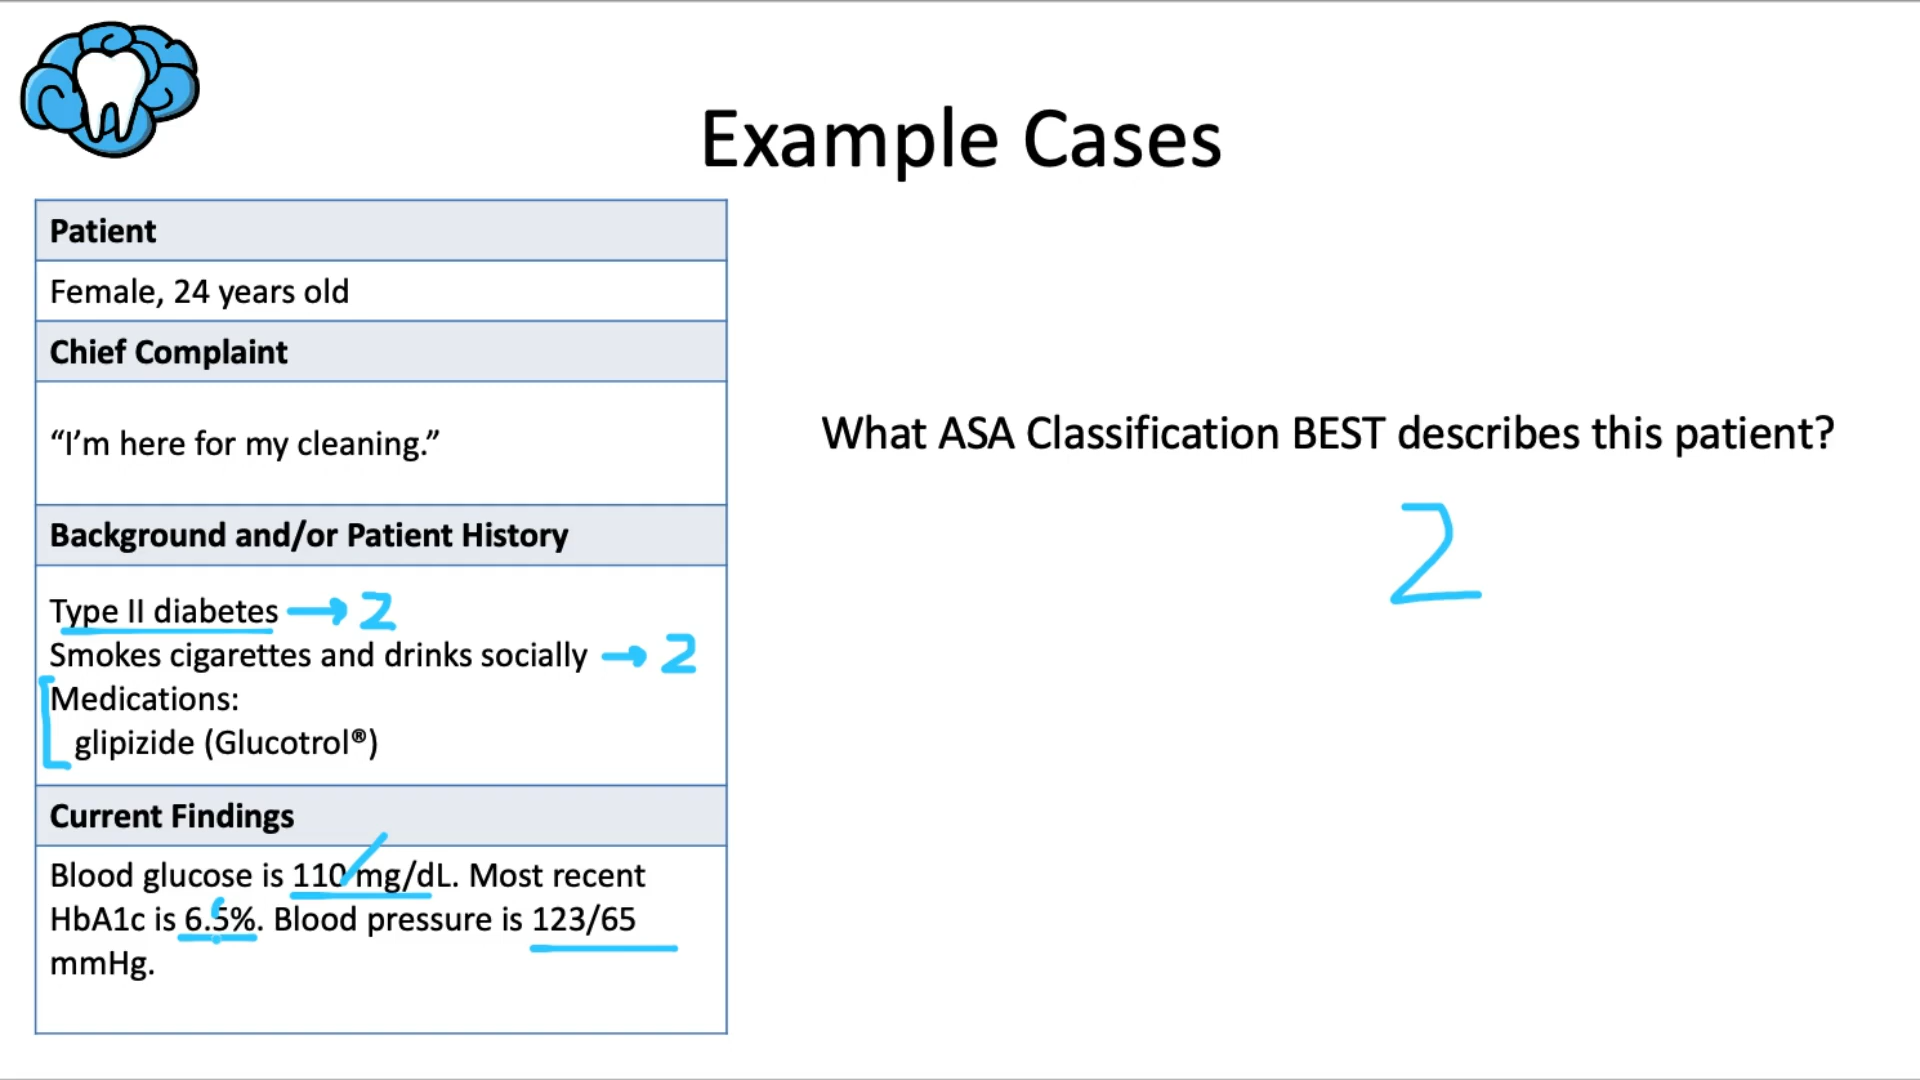 Example Cases
Patient
Female, 24 years old
Chief Complaint
“I’m here for my cleaning.”
Background and/or Patient History
Type II diabetes → 2
Smokes cigarettes and drinks socially → 2
Medications:
glipizide (Glucotrol®)
Current Findings
Blood glucose is 110 mg/dL. Most recent
HbA1c is 6.5%. Blood pressure is 123/65
mmHg.
What ASA Classification BEST describes this patient?
2